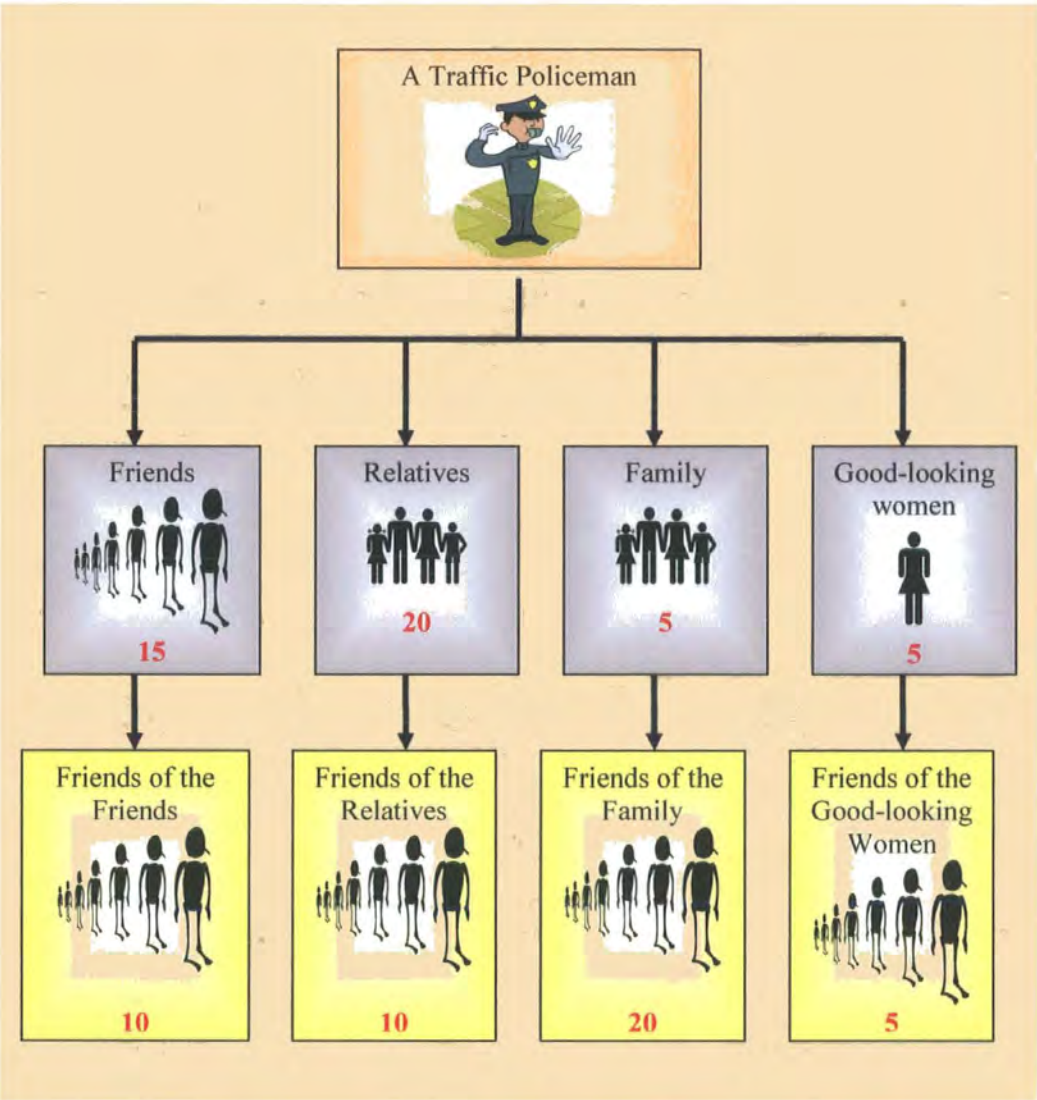 A Traffic Policeman
Friends
15
Relatives
20
Family
5
Good-looking
women
5
Friends of the
Friends
10
Friends of the
Relatives
10
Friends of the
Family
20
Friends of the
Good-looking
Women
5